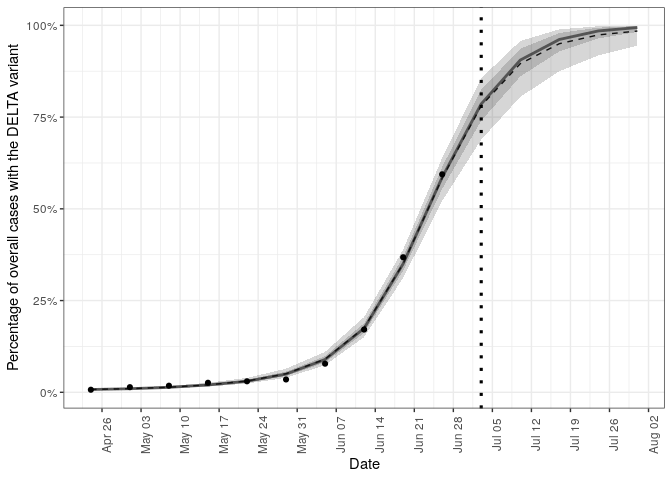 Percentage of overall cases with the DELTA variant
100%
75%
50%
25%
0%
Apr 26
May 03
May 10
May 17
May 24
May 31
Jun 07
Jun 14
Jun 21
Jun 28
Jul 05
Jul 12
Jul 19
Jul 26
Aug 02
Date